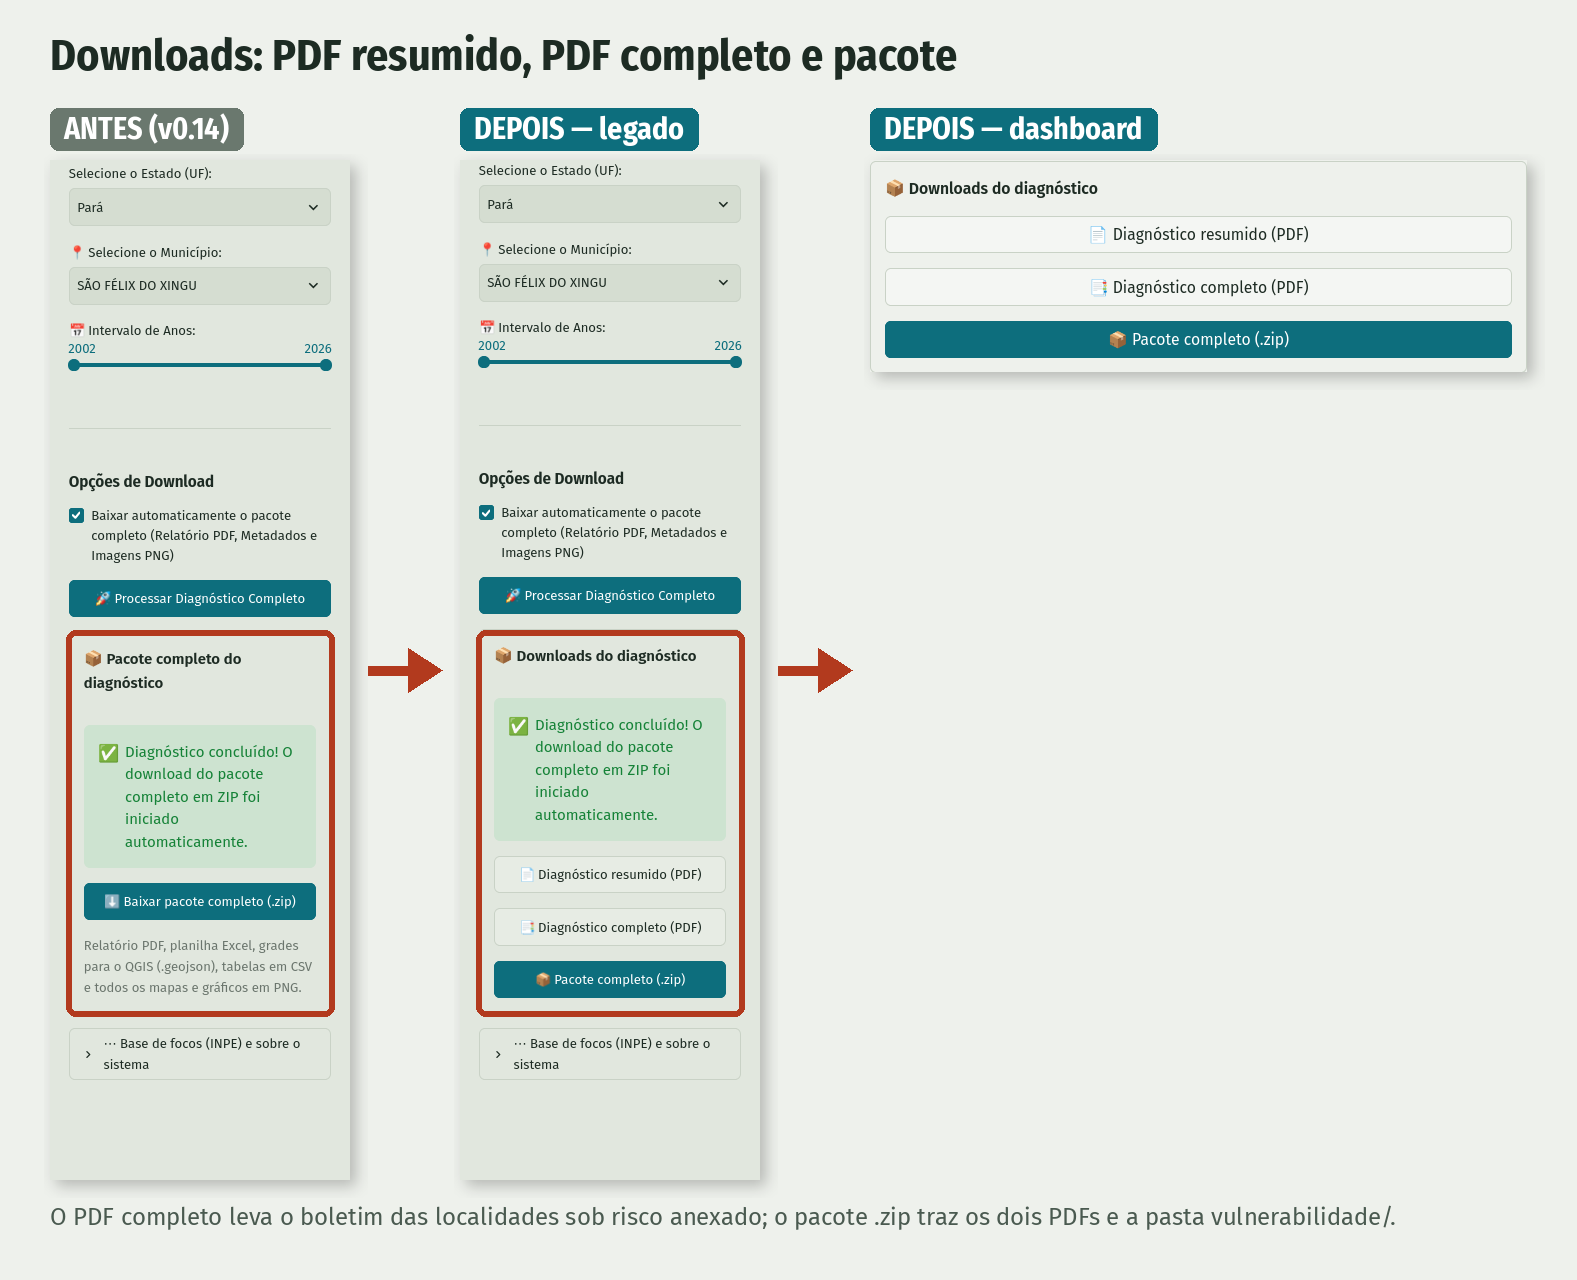 Downloads: PDF resumido, PDF completo e pacote
ANTES (v0.14)
Selecione o Estado (UF):
Pará
📍 Selecione o Município:
SÃO FÉLIX DO XINGU
📅 Intervalo de Anos:
2002 2026
Opções de Download
Baixar automaticamente o pacote
completo (Relatório PDF, Metadados e
Imagens PNG)
🚀 Processar Diagnóstico Completo
📦 Pacote completo do
diagnóstico
✅ Diagnóstico concluído! O
download do pacote
completo em ZIP foi
iniciado
automaticamente.
⬇️ Baixar pacote completo (.zip)
Relatório PDF, planilha Excel, grades
para o QGIS (.geojson), tabelas em CSV
e todos os mapas e gráficos em PNG.
··· Base de focos (INPE) e sobre o
sistema
DEPOIS — legado
Selecione o Estado (UF):
Pará
📍 Selecione o Município:
SÃO FÉLIX DO XINGU
📅 Intervalo de Anos:
2002 2026
Opções de Download
Baixar automaticamente o pacote
completo (Relatório PDF, Metadados e
Imagens PNG)
🚀 Processar Diagnóstico Completo
📦 Downloads do diagnóstico
✅ Diagnóstico concluído! O
download do pacote
completo em ZIP foi
iniciado
automaticamente.
📄 Diagnóstico resumido (PDF)
📑 Diagnóstico completo (PDF)
📦 Pacote completo (.zip)
··· Base de focos (INPE) e sobre o
sistema
DEPOIS — dashboard
📦 Downloads do diagnóstico
📄 Diagnóstico resumido (PDF)
📑 Diagnóstico completo (PDF)
📦 Pacote completo (.zip)
O PDF completo leva o boletim das localidades sob risco anexado; o pacote .zip traz os dois PDFs e a pasta vulnerabilidade/.